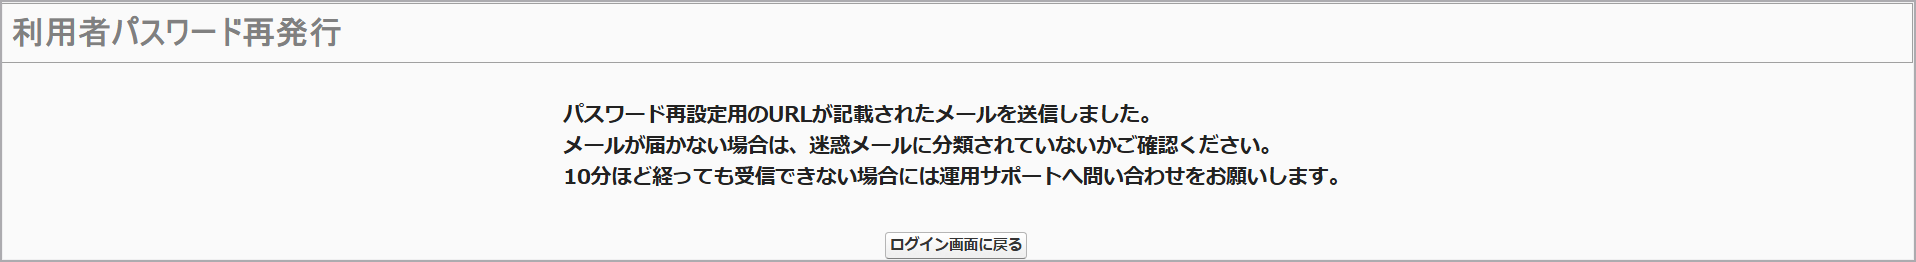 利用者パスワード再発行
パスワード再設定用のURLが記載されたメールを送信しました。
メールが届かない場合は、迷惑メールに分類されていないかご確認ください。
10分ほど経っても受信できない場合には運用サポートへ問い合わせをお願いします。
ログイン画面に戻る